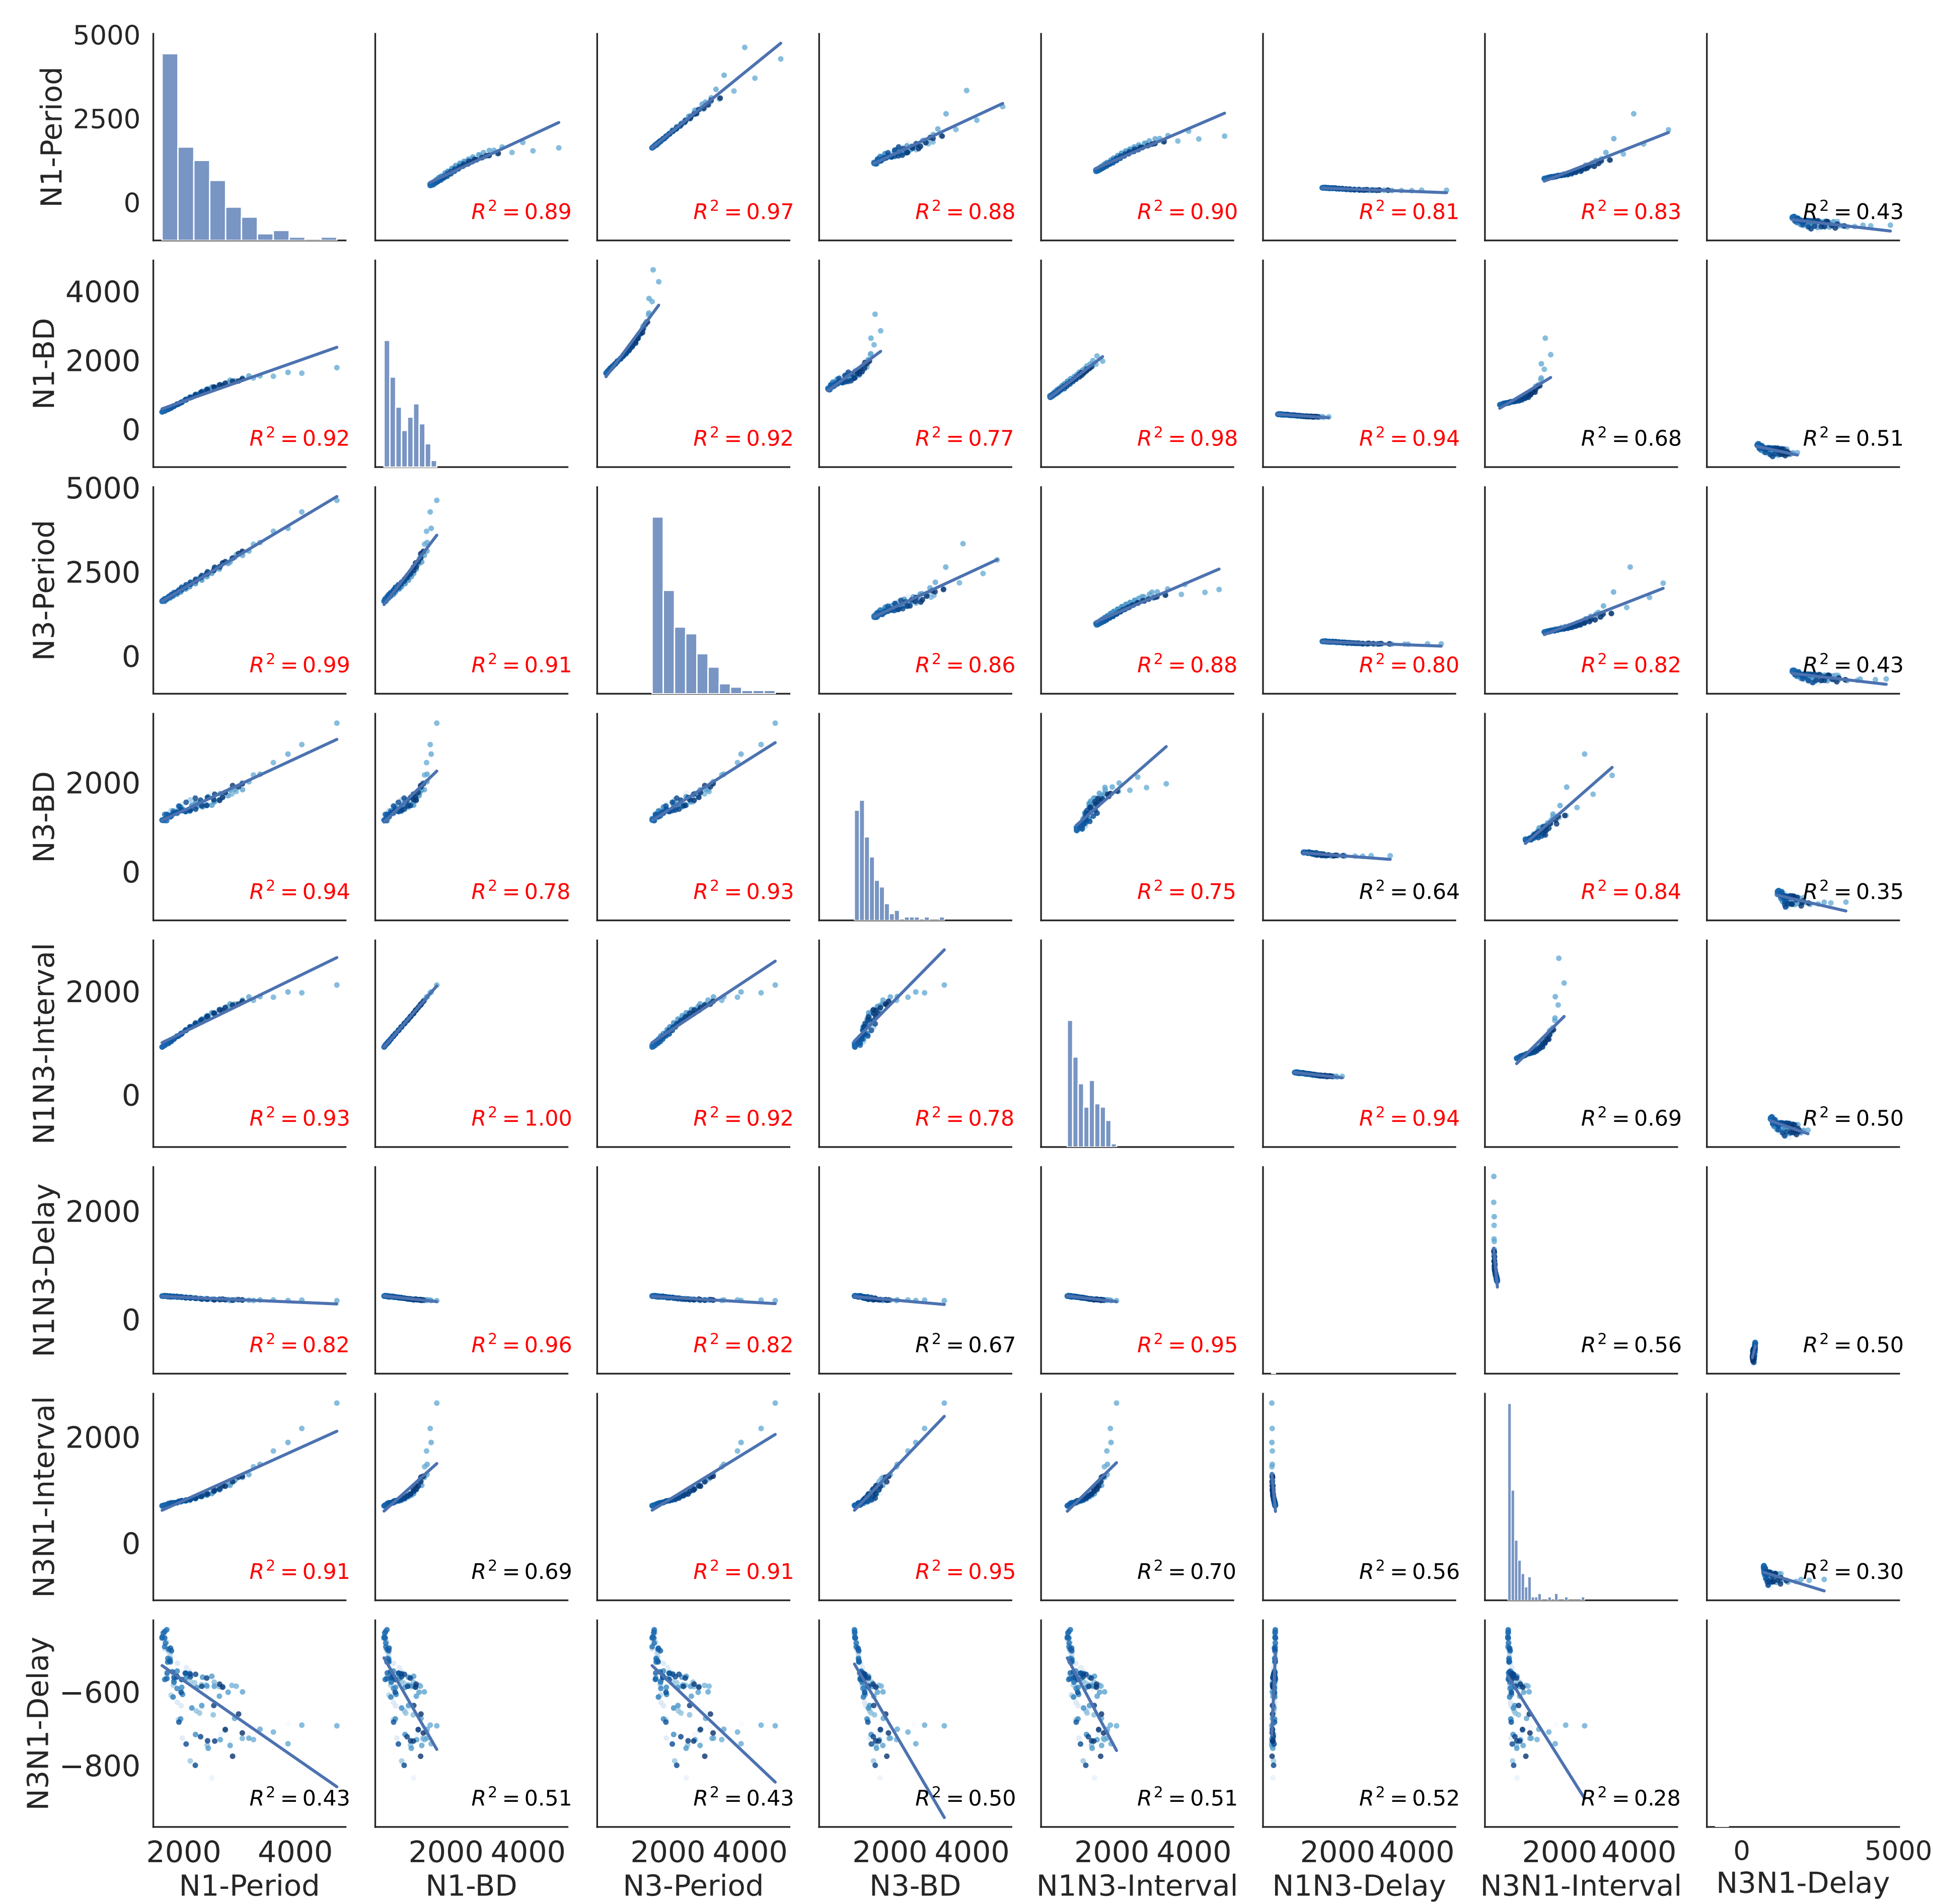 N1-Period
5000
2500
0
R² = 0.89
R² = 0.97
R² = 0.88
R² = 0.90
R² = 0.81
R² = 0.83
R² = 0.43
N1-BD
4000
2000
0
R² = 0.92
R² = 0.92
R² = 0.77
R² = 0.98
R² = 0.94
R² = 0.68
R² = 0.51
N3-Period
5000
2500
0
R² = 0.99
R² = 0.91
R² = 0.86
R² = 0.88
R² = 0.80
R² = 0.82
R² = 0.43
N3-BD
2000
0
R² = 0.94
R² = 0.78
R² = 0.93
R² = 0.75
R² = 0.64
R² = 0.84
R² = 0.35
N1N3-Interval
2000
0
R² = 0.93
R² = 1.00
R² = 0.92
R² = 0.78
R² = 0.94
R² = 0.69
R² = 0.50
N1N3-Delay
2000
0
R² = 0.82
R² = 0.96
R² = 0.82
R² = 0.67
R² = 0.95
R² = 0.56
R² = 0.50
N3N1-Interval
2000
0
R² = 0.91
R² = 0.69
R² = 0.91
R² = 0.95
R² = 0.70
R² = 0.56
R² = 0.30
N3N1-Delay
−600
−800
R² = 0.43
R² = 0.51
R² = 0.43
R² = 0.50
R² = 0.51
R² = 0.52
R² = 0.28
2000 4000
2000 4000
2000 4000
2000 4000
2000 4000
2000 4000
2000 4000
0 5000
N1-Period
N1-BD
N3-Period
N3-BD
N1N3-Interval
N1N3-Delay
N3N1-Interval
N3N1-Delay